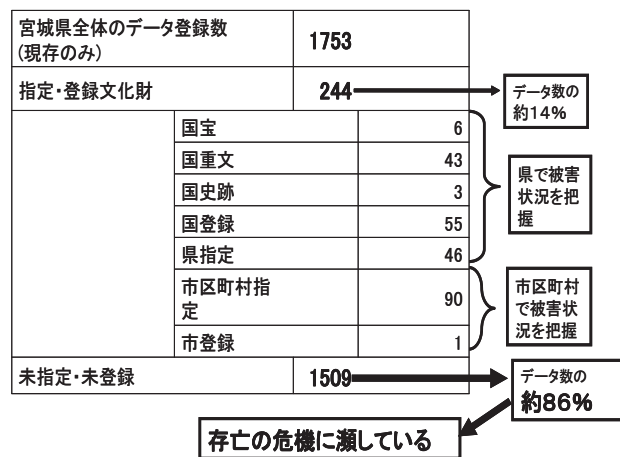 宮城県全体のデータ登録数
(現存のみ)
1753
指定・登録文化財
244
データ数の
約14%
国宝
6
国重文
43
国史跡
3
国登録
55
県指定
46
県で被害
状況を把
握
市区町村指
定
90
市登録
1
市区町村
で被害状
況を把握
未指定・未登録
1509
データ数の
約86%
存亡の危機に瀕している